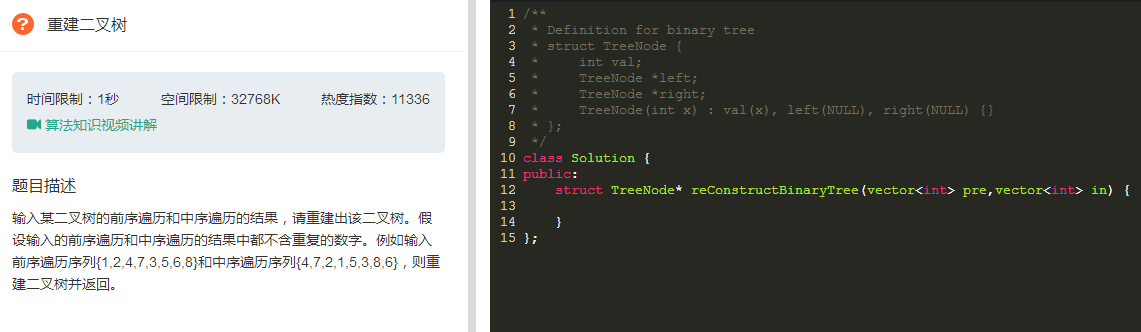 重建二叉树
时间限制：1秒 空间限制：32768K 热度指数：11336
算法知识视频讲解
题目描述
输入某二叉树的前序遍历和中序遍历的结果，请重建出该二叉树。假
设输入的前序遍历和中序遍历的结果中都不含重复的数字。例如输入
前序遍历序列{1,2,4,7,3,5,6,8}和中序遍历序列{4,7,2,1,5,3,8,6}，则重
建二叉树并返回。
1 /**
2  * Definition for binary tree
3  * struct TreeNode {
4  *     int val;
5  *     TreeNode *left;
6  *     TreeNode *right;
7  *     TreeNode(int x) : val(x), left(NULL), right(NULL) {}
8  * };
9  */
10 class Solution {
11 public:
12     struct TreeNode* reConstructBinaryTree(vector<int> pre,vector<int> in) {
13
14     }
15 };